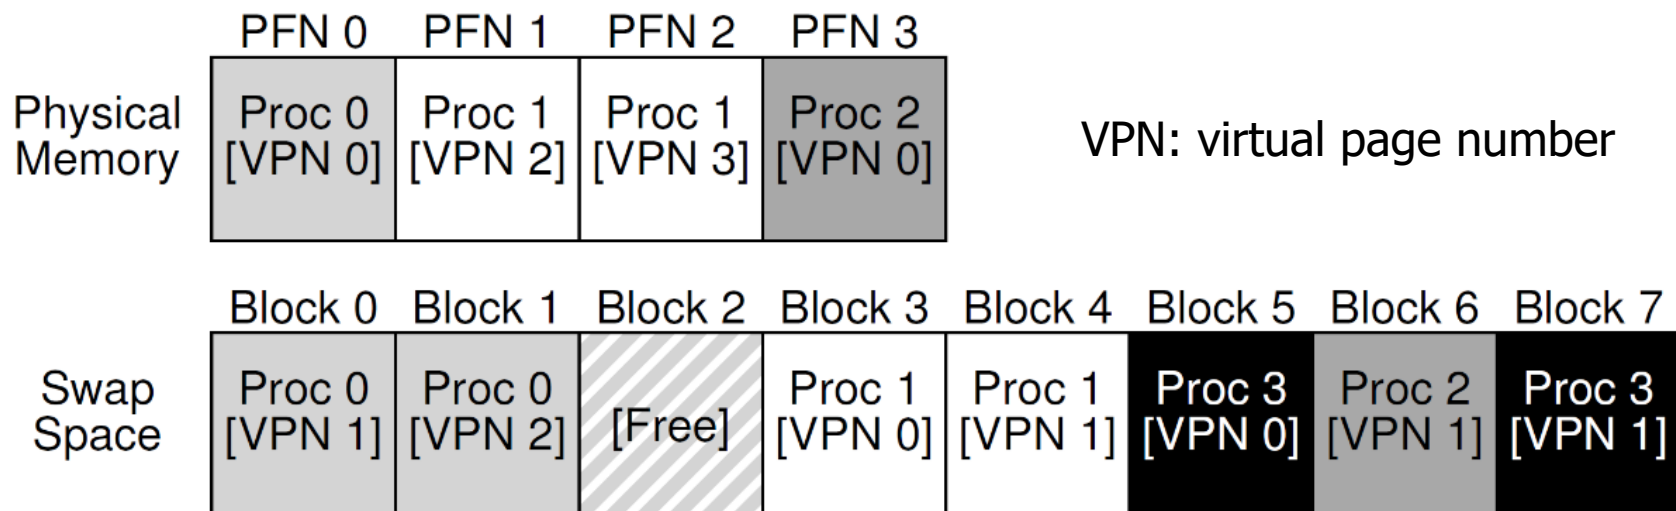 PFN 0 PFN 1 PFN 2 PFN 3
Physical Memory
Proc 0 [VPN 0]
Proc 1 [VPN 2]
Proc 1 [VPN 3]
Proc 2 [VPN 0]
VPN: virtual page number
Block 0 Block 1 Block 2 Block 3 Block 4 Block 5 Block 6 Block 7
Swap Space
Proc 0 [VPN 1]
Proc 0 [VPN 2]
[Free]
Proc 1 [VPN 0]
Proc 1 [VPN 1]
Proc 3 [VPN 0]
Proc 2 [VPN 1]
Proc 3 [VPN 1]